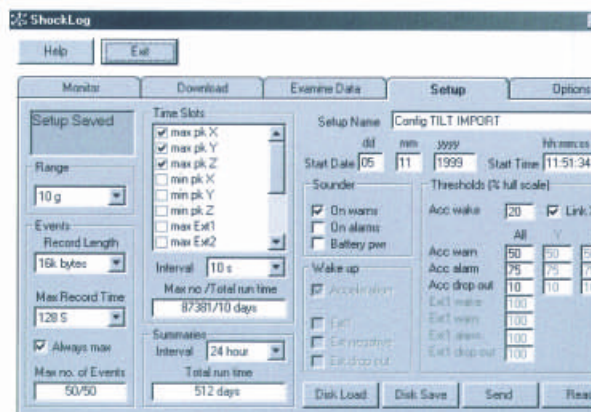 ShockLog
Help
Exit
Monitor
Download
Examine Data
Setup
Options
Setup Saved
Range
10 g
Events
Record Length
16k bytes
Max Record Time
128 S
Always max
Max no. of Events
50/50
Time Slots
max pk X
max pk Y
max pk Z
min pk X
min pk Y
min pk Z
max Ext1
max Ext2
Interval 10 s
Max no./Total run time
87381/10 days
Summaries
Interval 24 hour
Total run time
512 days
Setup Name Config TILT IMPORT
dd mm yyyy hh:mm:ss
Start Date 05 11 1999 Start Time 11:51:34
Sounder
On warns
On alarms
Battery pwr
Wake up
Ext1
Ext negative
Ext drop out
Thresholds (% full scale)
Acc wake 20 Link
All Y
Acc warn 50 50
Acc alarm 75 75
Acc drop out 10 10
Ext1 wake 100
Ext1 warn 100
Ext1 alarm 100
Ext1 drop out 100
Disk Load
Disk Save
Send